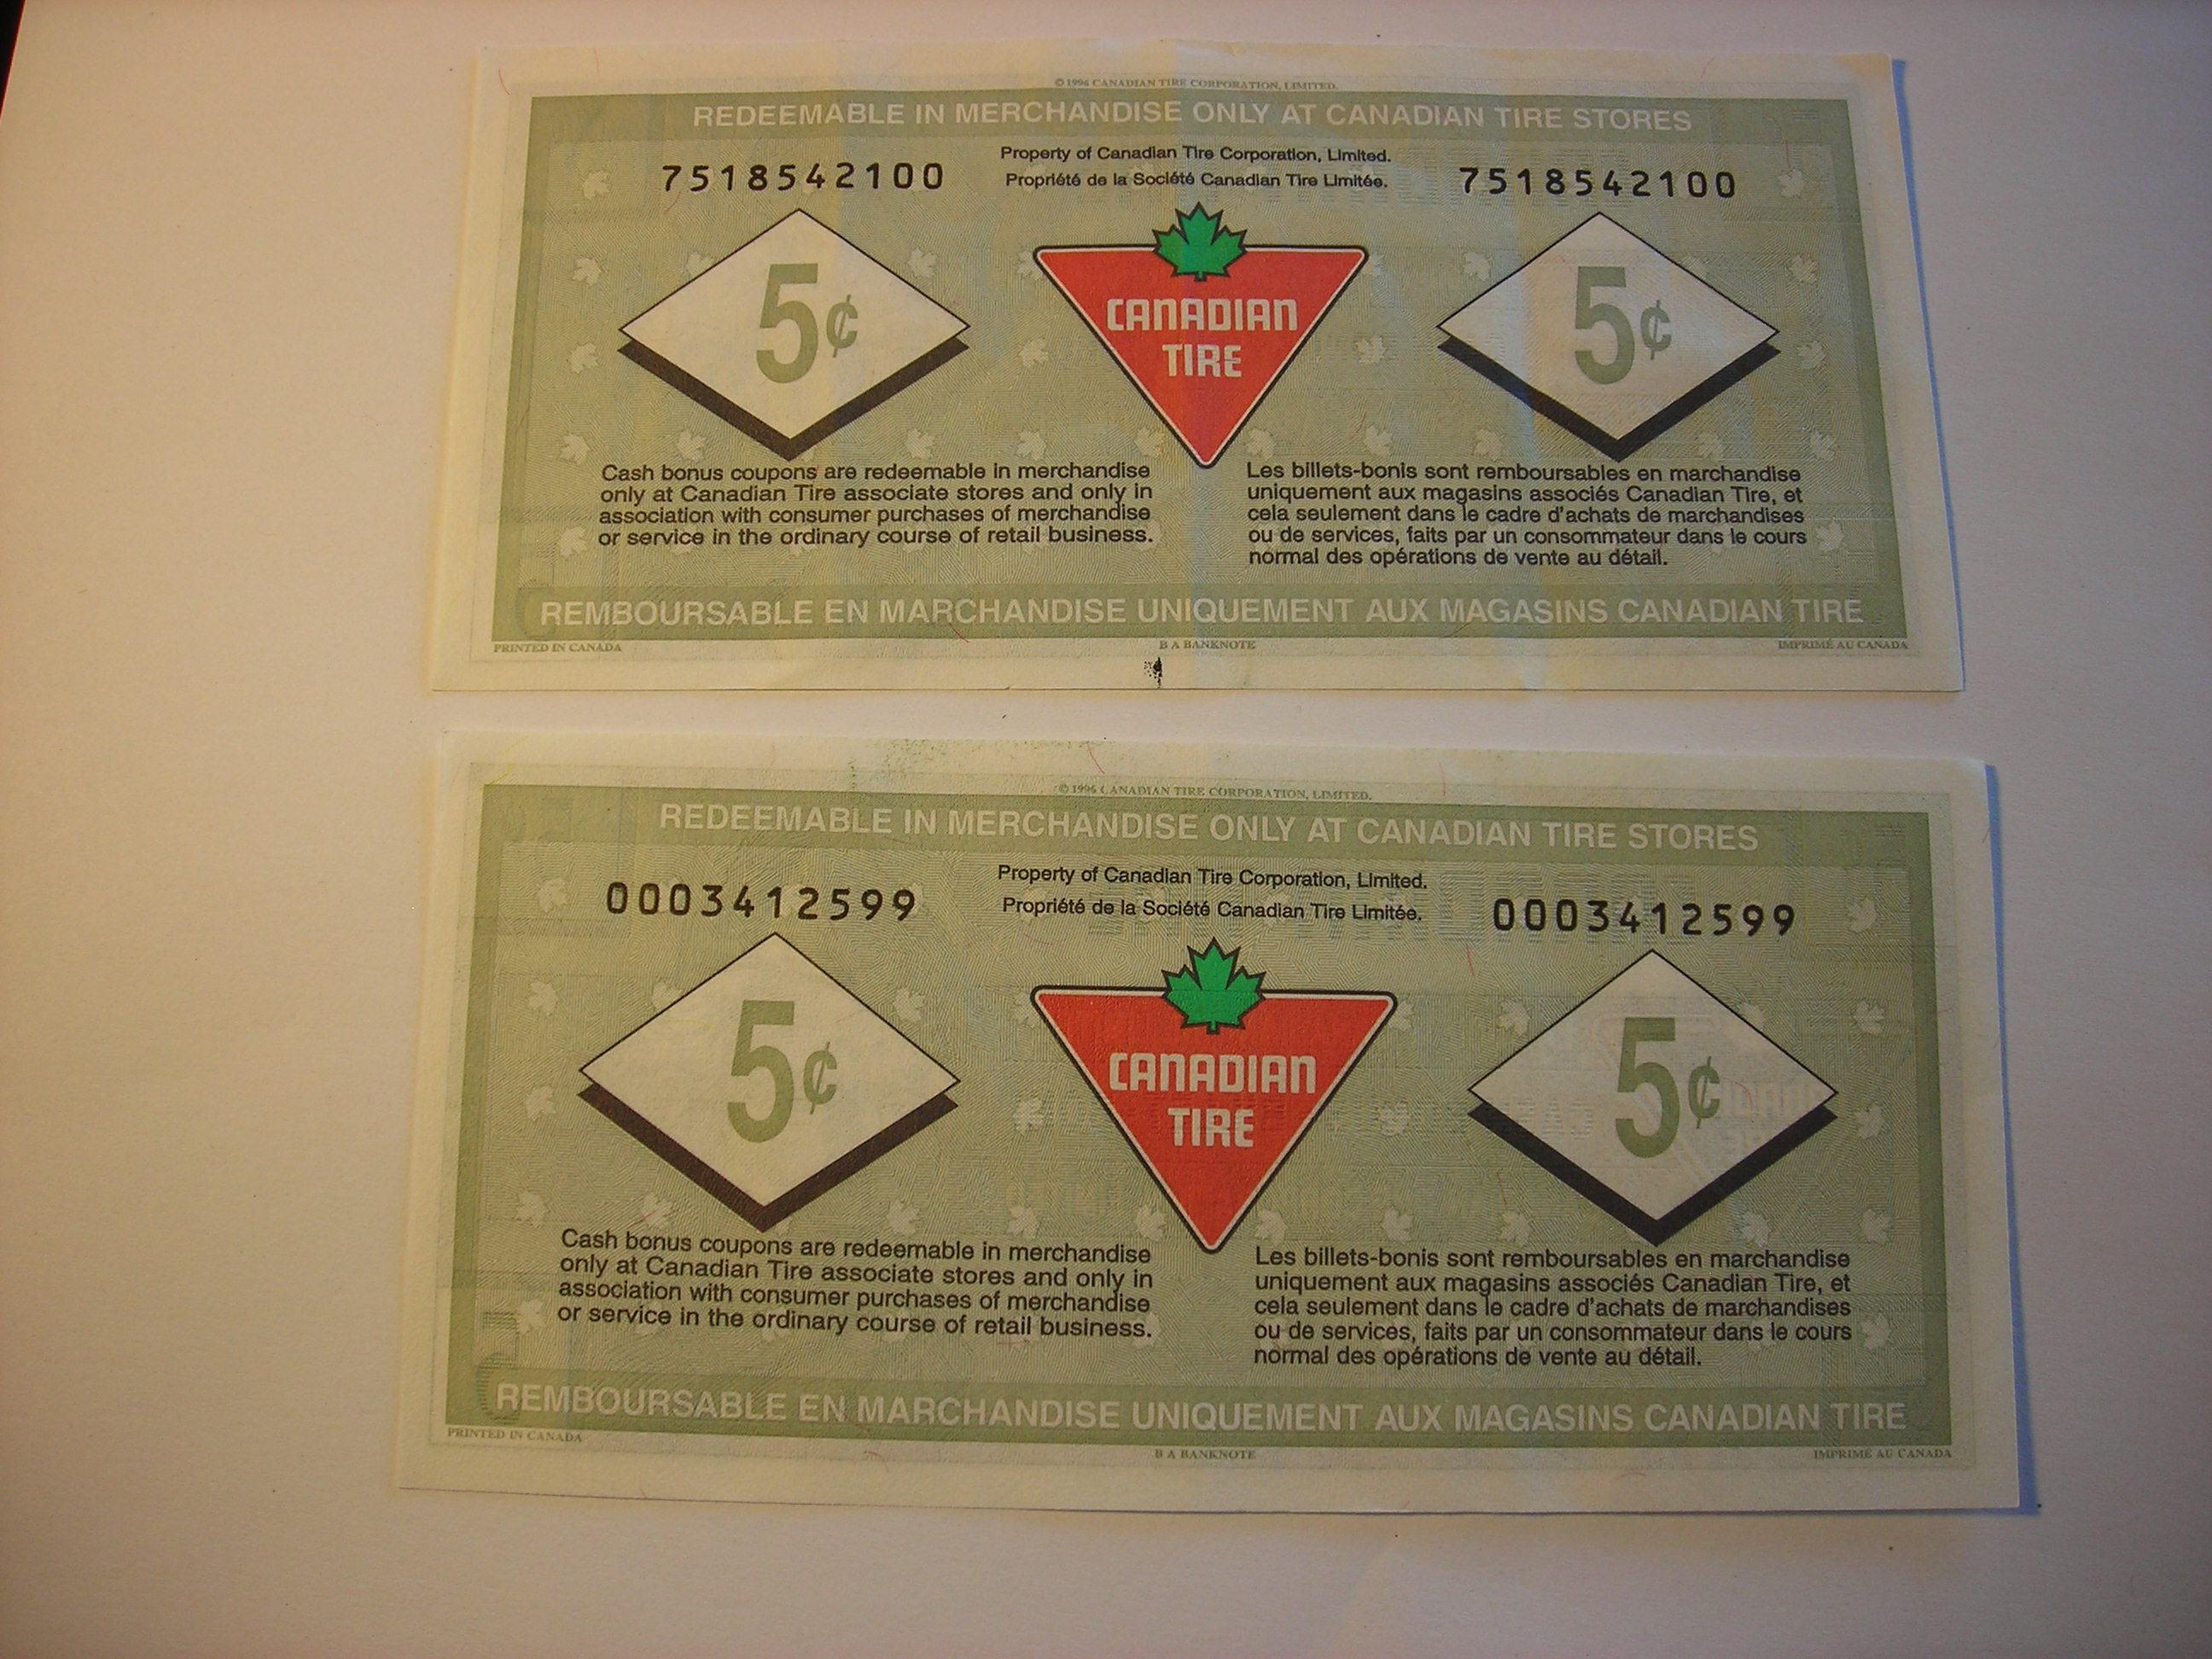 © 1996 CANADIAN TIRE CORPORATION, LIMITED.
REDEEMABLE IN MERCHANDISE ONLY AT CANADIAN TIRE STORES
7518542100
Property of Canadian Tire Corporation, Limited.
Propriété de la Société Canadian Tire Limitée.
7518542100
5¢
CANADIAN
TIRE
5¢
Cash bonus coupons are redeemable in merchandise
only at Canadian Tire associate stores and only in
association with consumer purchases of merchandise
or service in the ordinary course of retail business.
Les billets-bonis sont remboursables en marchandise
uniquement aux magasins associés Canadian Tire, et
cela seulement dans le cadre d'achats de marchandises
ou de services, faits par un consommateur dans le cours
normal des opérations de vente au détail.
REMBOURSABLE EN MARCHANDISE UNIQUEMENT AUX MAGASINS CANADIAN TIRE
PRINTED IN CANADA
B A BANKNOTE
IMPRIMÉ AU CANADA
© 1996 CANADIAN TIRE CORPORATION, LIMITED.
REDEEMABLE IN MERCHANDISE ONLY AT CANADIAN TIRE STORES
0003412599
Property of Canadian Tire Corporation, Limited.
Propriété de la Société Canadian Tire Limitée.
0003412599
5¢
CANADIAN
TIRE
5¢
Cash bonus coupons are redeemable in merchandise
only at Canadian Tire associate stores and only in
association with consumer purchases of merchandise
or service in the ordinary course of retail business.
Les billets-bonis sont remboursables en marchandise
uniquement aux magasins associés Canadian Tire, et
cela seulement dans le cadre d'achats de marchandises
ou de services, faits par un consommateur dans le cours
normal des opérations de vente au détail.
REMBOURSABLE EN MARCHANDISE UNIQUEMENT AUX MAGASINS CANADIAN TIRE
PRINTED IN CANADA
B A BANKNOTE
IMPRIMÉ AU CANADA